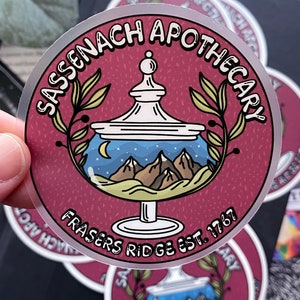 SASSENACH APOTHECARY
FRASERS RIDGE EST. 1767